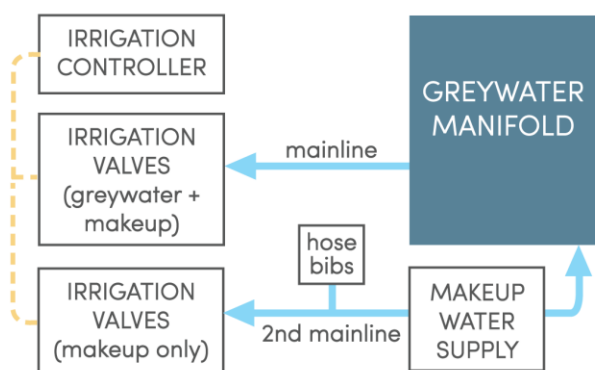 IRRIGATION
CONTROLLER
GREYWATER
MANIFOLD
IRRIGATION
VALVES
(greywater +
makeup)
mainline
hose
bibs
IRRIGATION
VALVES
(makeup only)
2nd mainline
MAKEUP
WATER
SUPPLY